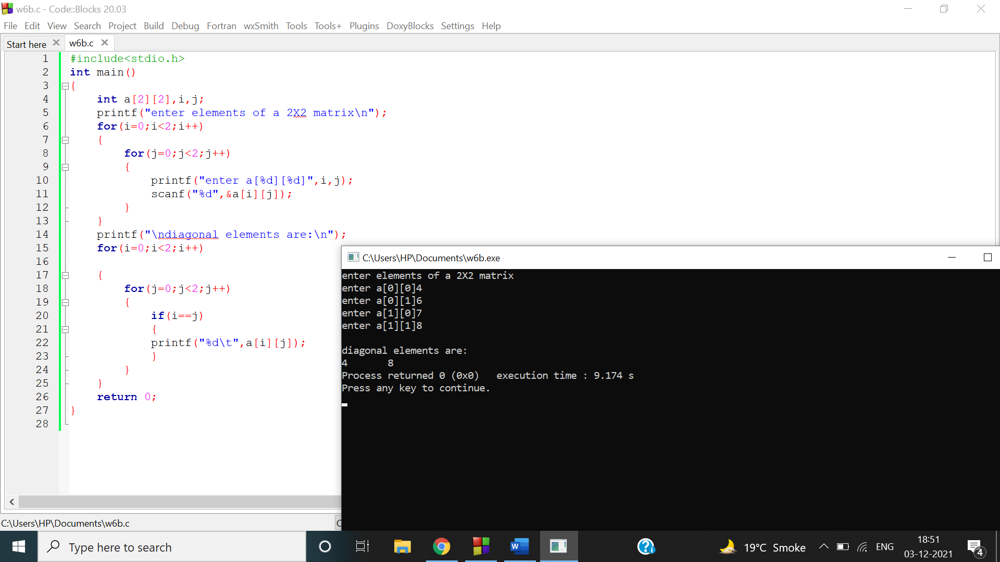 w6b.c - Code::Blocks 20.03
File Edit View Search Project Build Debug Fortran wxSmith Tools Tools+ Plugins DoxyBlocks Settings Help
Start here w6b.c
1 #include<stdio.h>
2 int main()
3 {
4 int a[2][2],i,j;
5 printf("enter elements of a 2X2 matrix\n");
6 for(i=0;i<2;i++)
7 {
8 for(j=0;j<2;j++)
9 {
10 printf("enter a[%d][%d]",i,j);
11 scanf("%d",&a[i][j]);
12 }
13 }
14 printf("\ndiagonal elements are:\n");
15 for(i=0;i<2;i++)
16
17 {
18 for(j=0;j<2;j++)
19 {
20 if(i==j)
21 {
22 printf("%d\t",a[i][j]);
23 }
24 }
25 }
26 return 0;
27 }
28
C:\Users\HP\Documents\w6b.exe
enter elements of a 2X2 matrix
enter a[0][0]4
enter a[0][1]6
enter a[1][0]7
enter a[1][1]8
diagonal elements are:
4 8
Process returned 0 (0x0) execution time : 9.174 s
Press any key to continue.
C:\Users\HP\Documents\w6b.c
Type here to search
19°C Smoke
ENG
18:51
03-12-2021
4